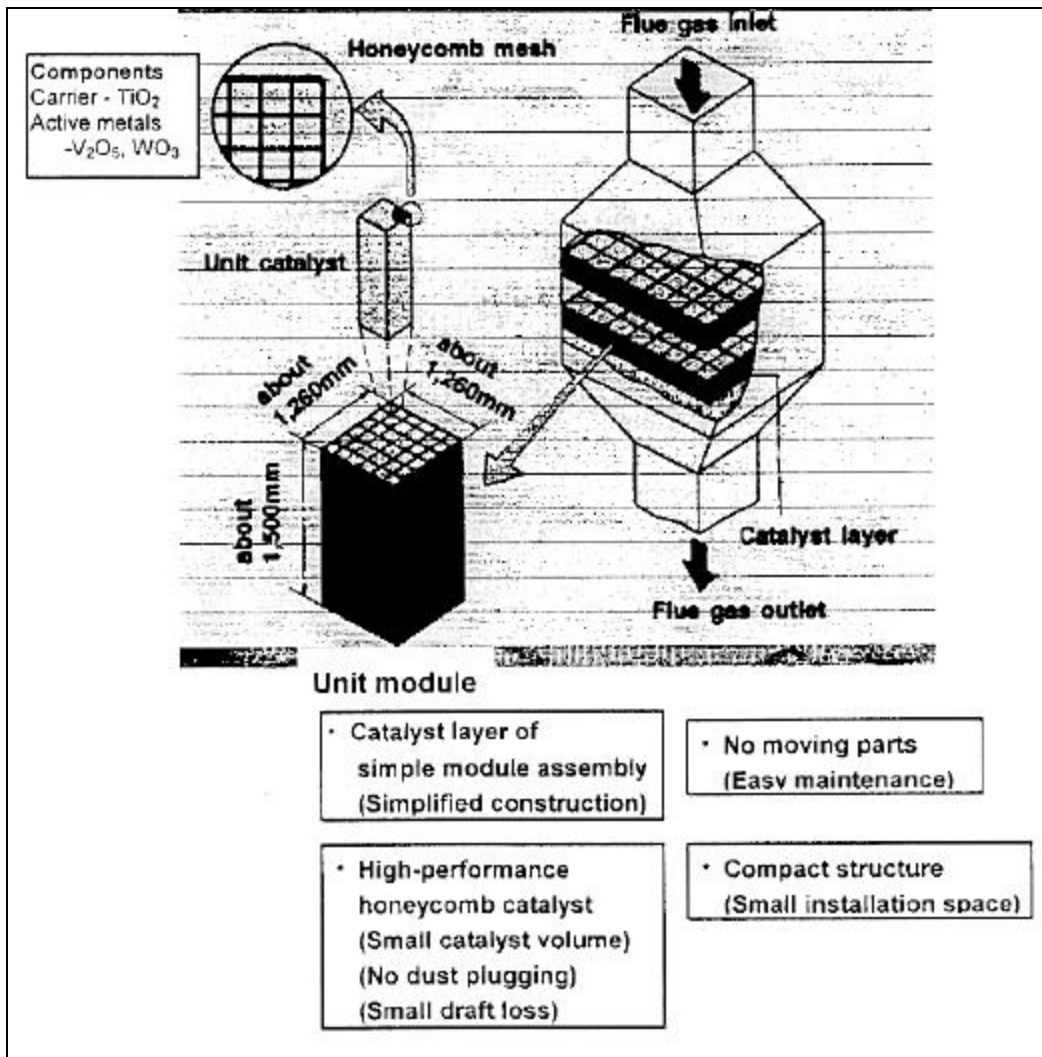 Flue gas inlet
Honeycomb mesh
Components
Carrier - TiO₂
Active metals
-V₂O₅, WO₃
Unit catalyst
about
1,260mm
about
1,260mm
about
1,500mm
Catalyst layer
Flue gas outlet
Unit module
· Catalyst layer of
simple module assembly
(Simplified construction)
· No moving parts
(Easy maintenance)
· High-performance
honeycomb catalyst
(Small catalyst volume)
(No dust plugging)
(Small draft loss)
· Compact structure
(Small installation space)